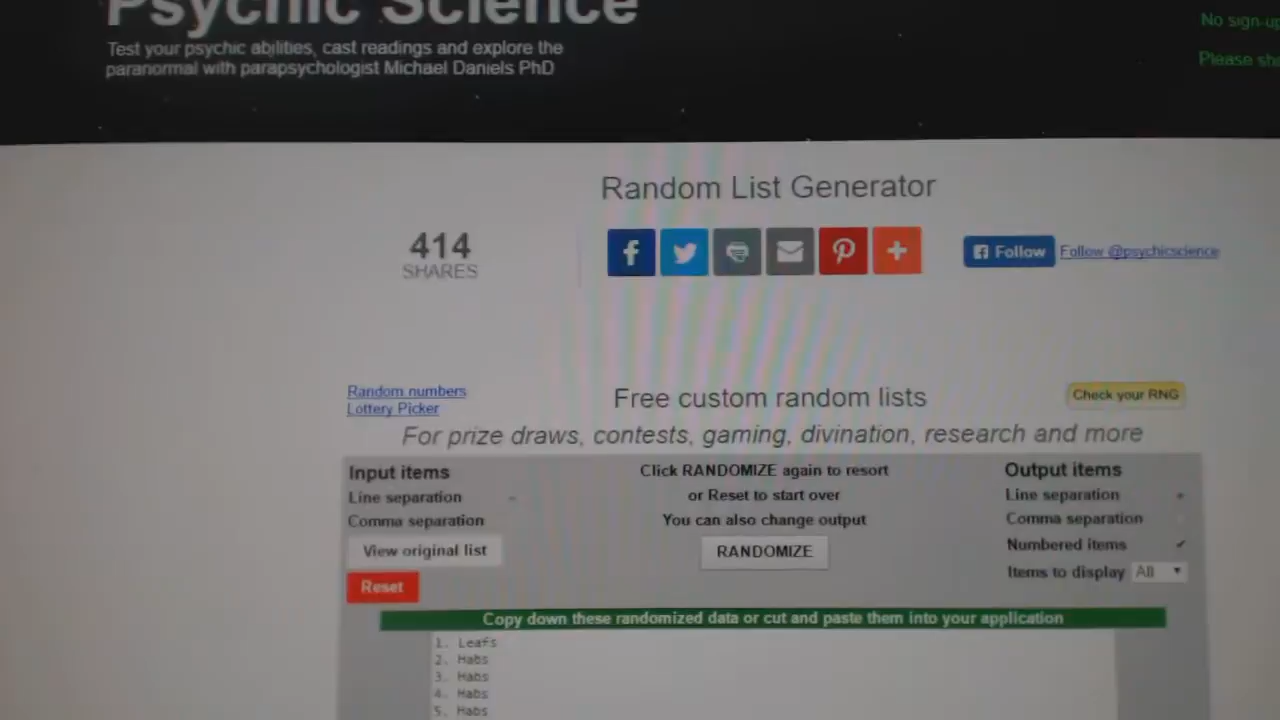 Psychic Science
Test your psychic abilities, cast readings and explore the
paranormal with parapsychologist Michael Daniels PhD
No sign-up
Please
Random List Generator
414
SHARES
Follow
Follow @psychicscience
Random numbers
Lottery Picker
Free custom random lists
Check your RNG
For prize draws, contests, gaming, divination, research and more
Input items
Line separation
Comma separation
View original list
Reset
Click RANDOMIZE again to resort
or Reset to start over
You can also change output
RANDOMIZE
Output items
Line separation
Comma separation
Numbered items
Items to display All
Copy down these randomized data or cut and paste them into your application
1. Leafs
2. Habs
3. Habs
4. Habs
5. Habs